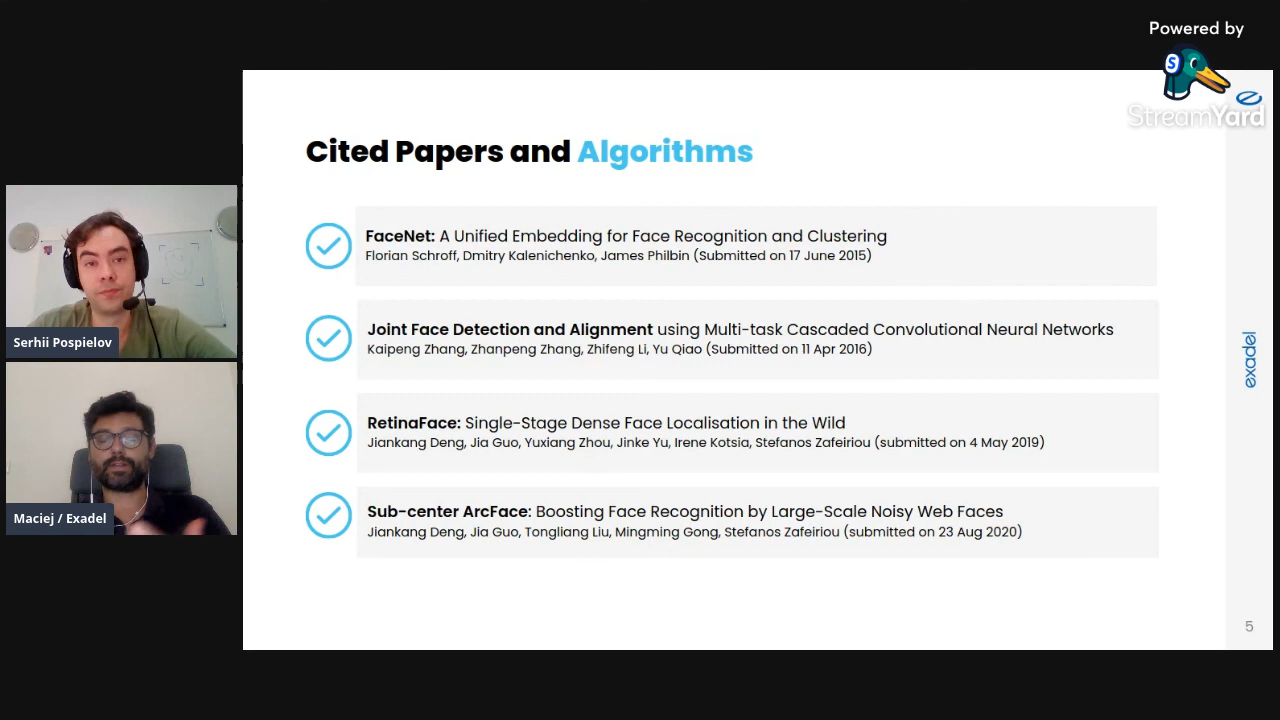 Powered by
S
StreamYard
Cited Papers and Algorithms
FaceNet: A Unified Embedding for Face Recognition and Clustering
Florian Schroff, Dmitry Kalenichenko, James Philbin (Submitted on 17 June 2015)
Joint Face Detection and Alignment using Multi-task Cascaded Convolutional Neural Networks
Kaipeng Zhang, Zhanpeng Zhang, Zhifeng Li, Yu Qiao (Submitted on 11 Apr 2016)
RetinaFace: Single-Stage Dense Face Localisation in the Wild
Jiankang Deng, Jia Guo, Yuxiang Zhou, Jinke Yu, Irene Kotsia, Stefanos Zafeiriou (submitted on 4 May 2019)
Sub-center ArcFace: Boosting Face Recognition by Large-Scale Noisy Web Faces
Jiankang Deng, Jia Guo, Tongliang Liu, Mingming Gong, Stefanos Zafeiriou (submitted on 23 Aug 2020)
exadel
5
Serhii Pospielov
Maciej / Exadel